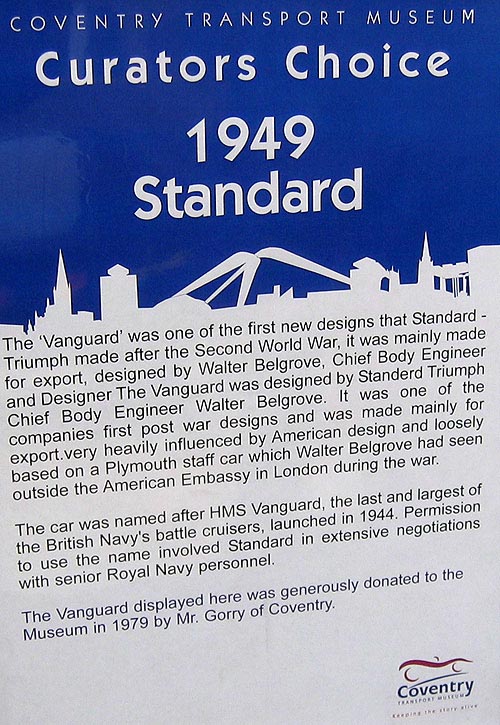 COVENTRY TRANSPORT MUSEUM
Curators Choice
1949
Standard
The 'Vanguard' was one of the first new designs that Standard -
Triumph made after the Second World War, it was mainly made
for export, designed by Walter Belgrove, Chief Body Engineer
and Designer The Vanguard was designed by Standerd Triumph
Chief Body Engineer Walter Belgrove. It was one of the
companies first post war designs and was made mainly for
export.very heavily influenced by American design and loosely
based on a Plymouth staff car which Walter Belgrove had seen
outside the American Embassy in London during the war.
The car was named after HMS Vanguard, the last and largest of
the British Navy's battle cruisers, launched in 1944. Permission
to use the name involved Standard in extensive negotiations
with senior Royal Navy personnel.
The Vanguard displayed here was generously donated to the
Museum in 1979 by Mr. Gorry of Coventry.
Coventry
TRANSPORT MUSEUM
Keeping the story alive